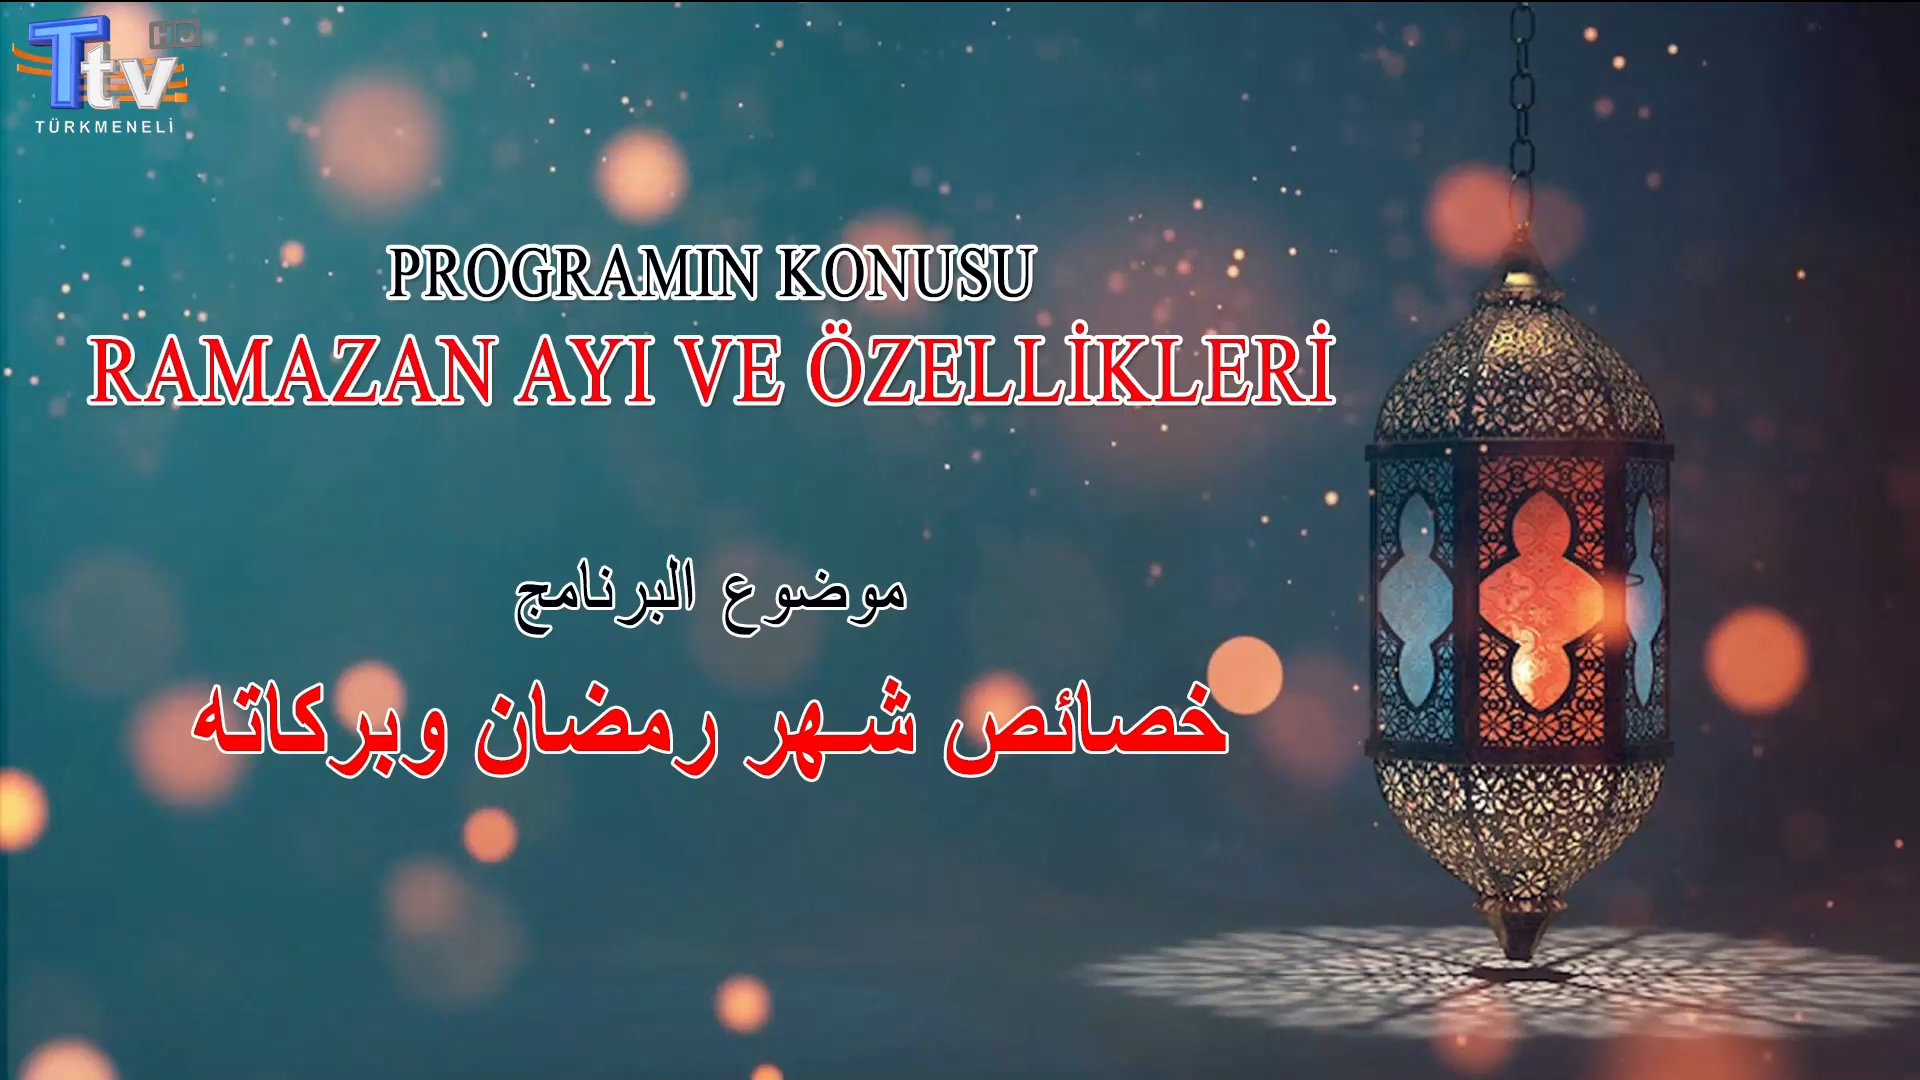 Ttv HD
TÜRKMENELİ
PROGRAMIN KONUSU
RAMAZAN AYI VE ÖZELLİKLERİ
موضوع البرنامج
خصائص شهر رمضان وبركاته